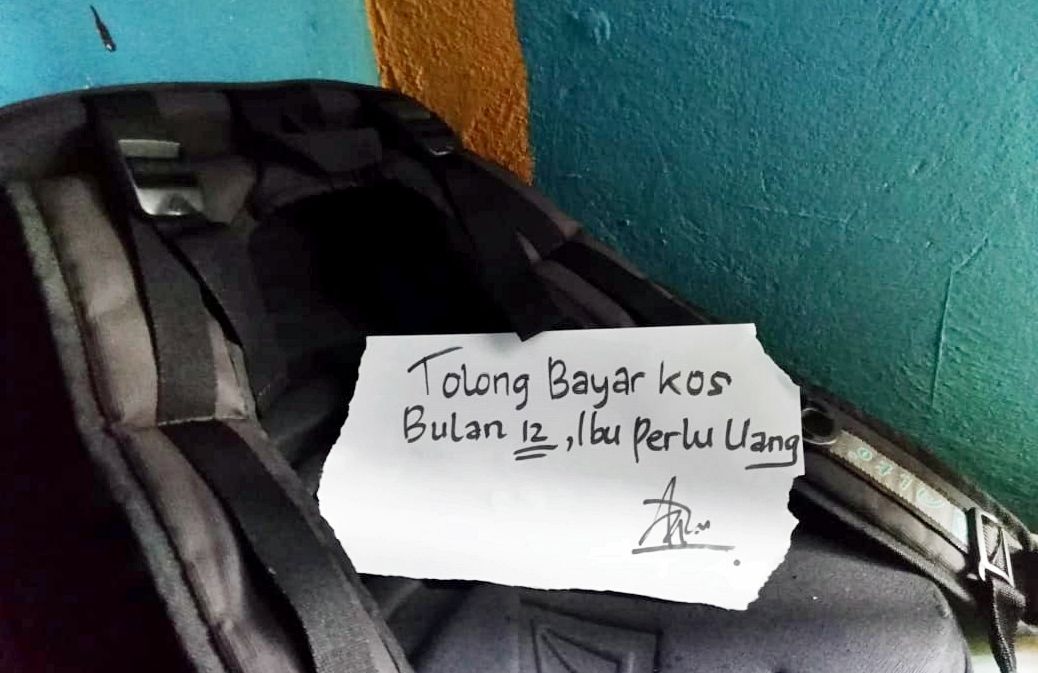 Tolong Bayar kos
Bulan 12, Ibu Perlu Uang